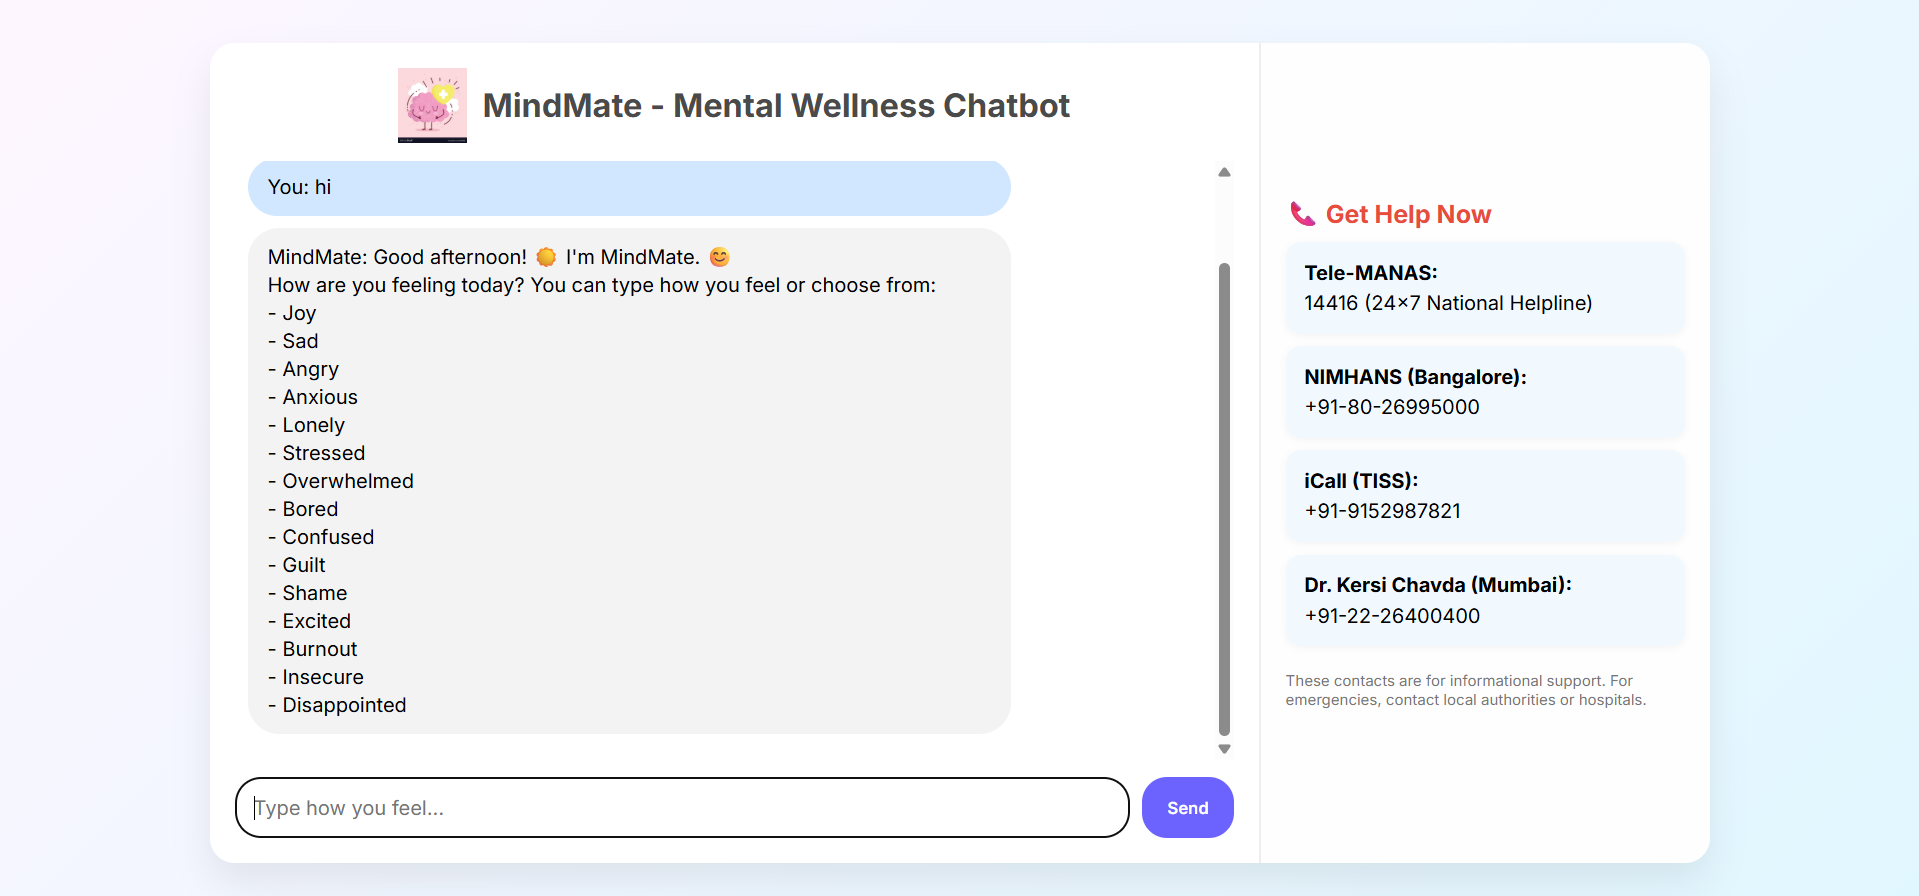 MindMate - Mental Wellness Chatbot
You: hi
MindMate: Good afternoon! 🌞 I'm MindMate. 😊
How are you feeling today? You can type how you feel or choose from:
- Joy
- Sad
- Angry
- Anxious
- Lonely
- Stressed
- Overwhelmed
- Bored
- Confused
- Guilt
- Shame
- Excited
- Burnout
- Insecure
- Disappointed
Type how you feel...
Send
📞 Get Help Now
Tele-MANAS:
14416 (24×7 National Helpline)
NIMHANS (Bangalore):
+91-80-26995000
iCall (TISS):
+91-9152987821
Dr. Kersi Chavda (Mumbai):
+91-22-26400400
These contacts are for informational support. For
emergencies, contact local authorities or hospitals.